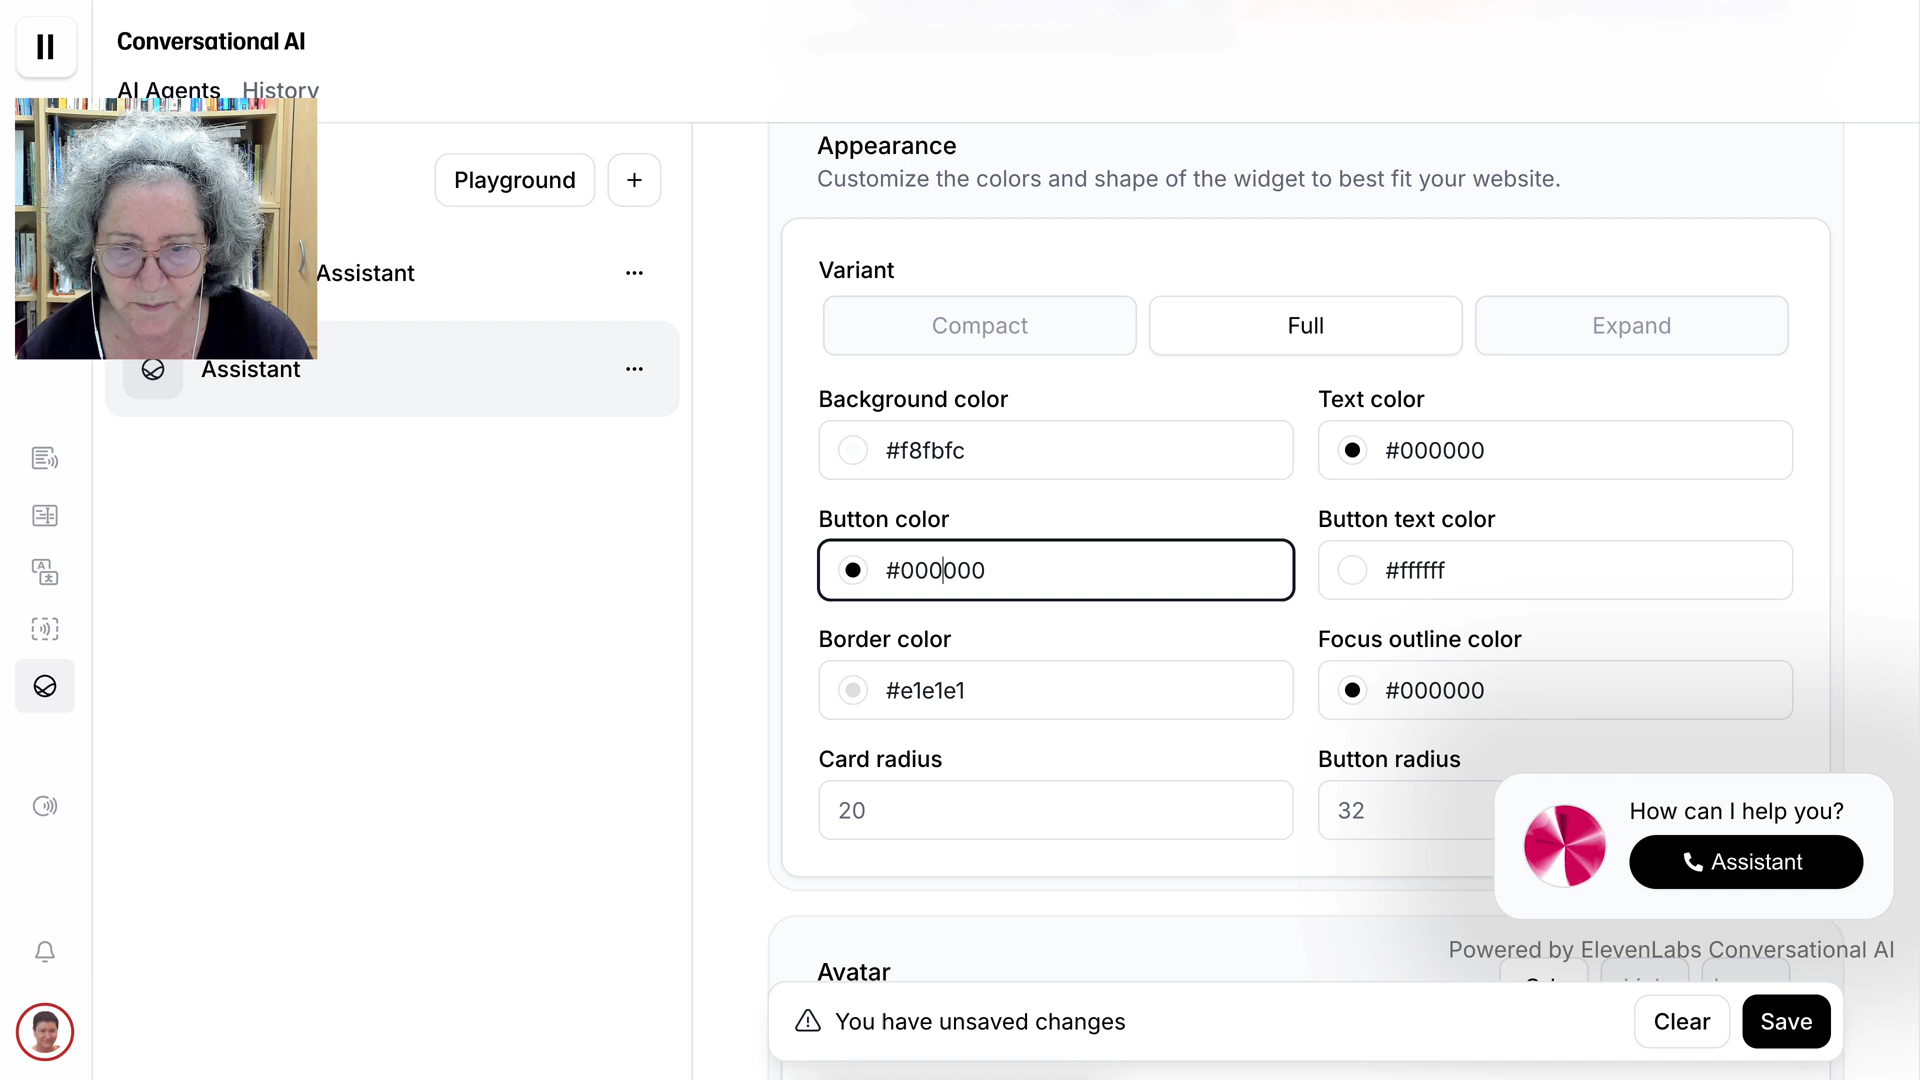 Conversational AI
AI Agents History
Playground +
Assistant ...
Assistant ...
Appearance
Customize the colors and shape of the widget to best fit your website.
Variant
Compact Full Expand
Background color Text color
#f8fbfc #000000
Button color Button text color
#000000 #ffffff
Border color Focus outline color
#e1e1e1 #000000
Card radius Button radius
20 32
How can I help you?
Assistant
Powered by ElevenLabs Conversational AI
Avatar
You have unsaved changes Clear Save